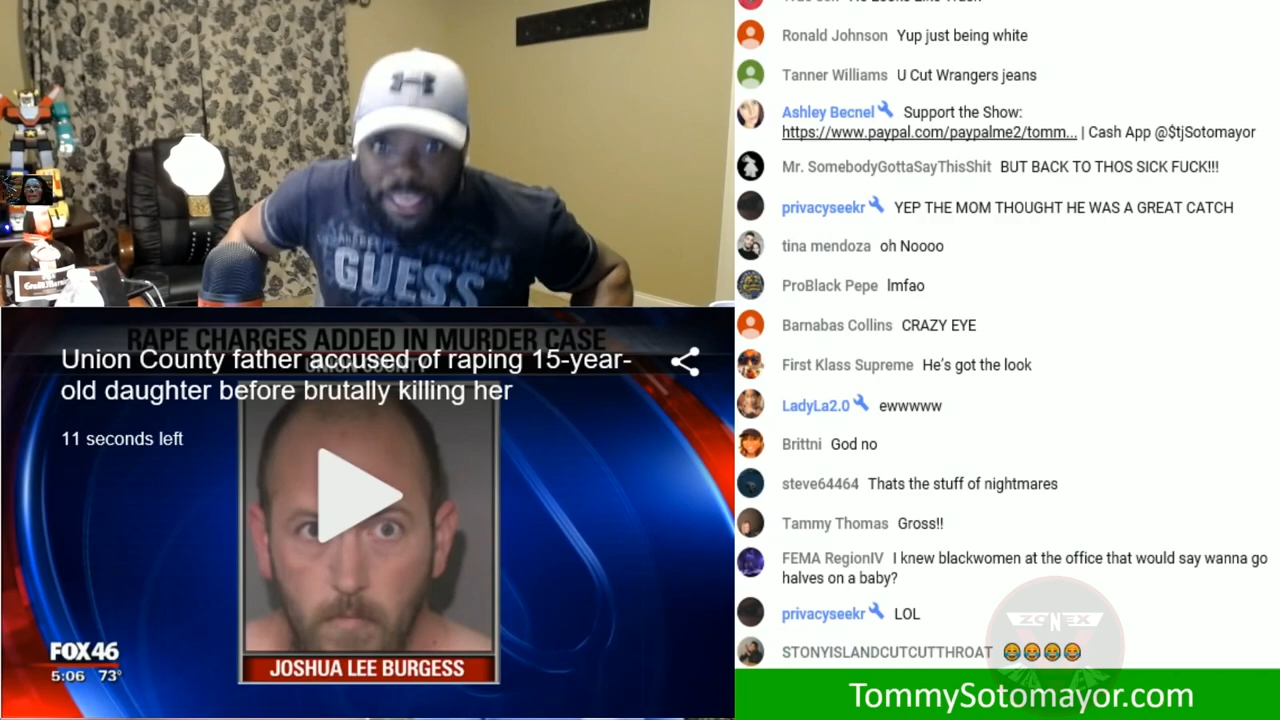 GUESS
RAPE CHARGES ADDED IN MURDER CASE
UNION COUNTY
Union County father accused of raping 15-year-
old daughter before brutally killing her
11 seconds left
FOX 46
5:06 73°
JOSHUA LEE BURGESS
Ronald Johnson Yup just being white
Tanner Williams U Cut Wrangers jeans
Ashley Becnel Support the Show:
https://www.paypal.com/paypalme2/tomm... | Cash App @$tjSotomayor
Mr. SomebodyGottaSayThisShit BUT BACK TO THOS SICK FUCK!!!
privacyseekr YEP THE MOM THOUGHT HE WAS A GREAT CATCH
tina mendoza oh Noooo
ProBlack Pepe lmfao
Barnabas Collins CRAZY EYE
First Klass Supreme He's got the look
LadyLa2.0 ewwwww
Brittni God no
steve64464 Thats the stuff of nightmares
Tammy Thomas Gross!!
FEMA RegionIV I knew blackwomen at the office that would say wanna go
halves on a baby?
privacyseekr LOL
STONYISLANDCUTCUTTHROAT 😂😂😂😂
ZONEX
TommySotomayor.com